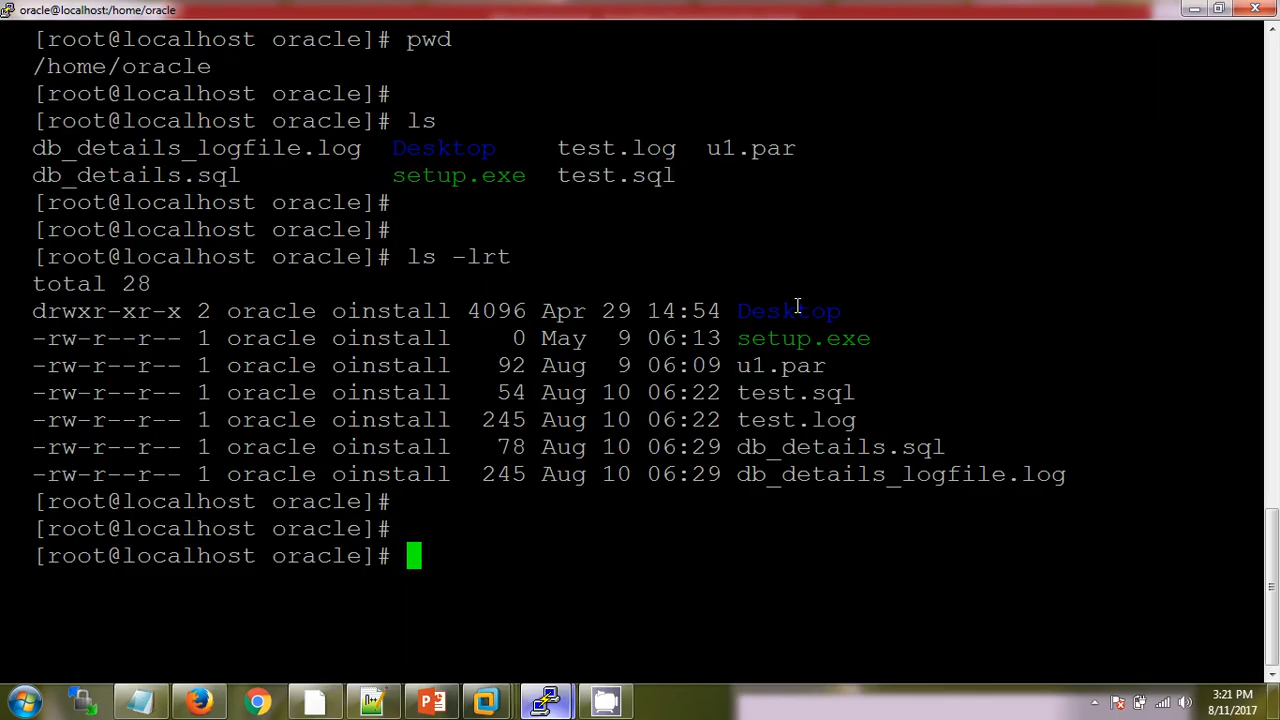 oracle@localhost:/home/oracle
[root@localhost oracle]# pwd
/home/oracle
[root@localhost oracle]#
[root@localhost oracle]# ls
db_details_logfile.log  Desktop    test.log  u1.par
db_details.sql          setup.exe  test.sql
[root@localhost oracle]#
[root@localhost oracle]#
[root@localhost oracle]# ls -lrt
total 28
drwxr-xr-x 2 oracle oinstall 4096 Apr 29 14:54 Desktop
-rw-r--r-- 1 oracle oinstall    0 May  9 06:13 setup.exe
-rw-r--r-- 1 oracle oinstall   92 Aug  9 06:09 u1.par
-rw-r--r-- 1 oracle oinstall   54 Aug 10 06:22 test.sql
-rw-r--r-- 1 oracle oinstall  245 Aug 10 06:22 test.log
-rw-r--r-- 1 oracle oinstall   78 Aug 10 06:29 db_details.sql
-rw-r--r-- 1 oracle oinstall  245 Aug 10 06:29 db_details_logfile.log
[root@localhost oracle]#
[root@localhost oracle]#
[root@localhost oracle]#
3:21 PM
8/11/2017